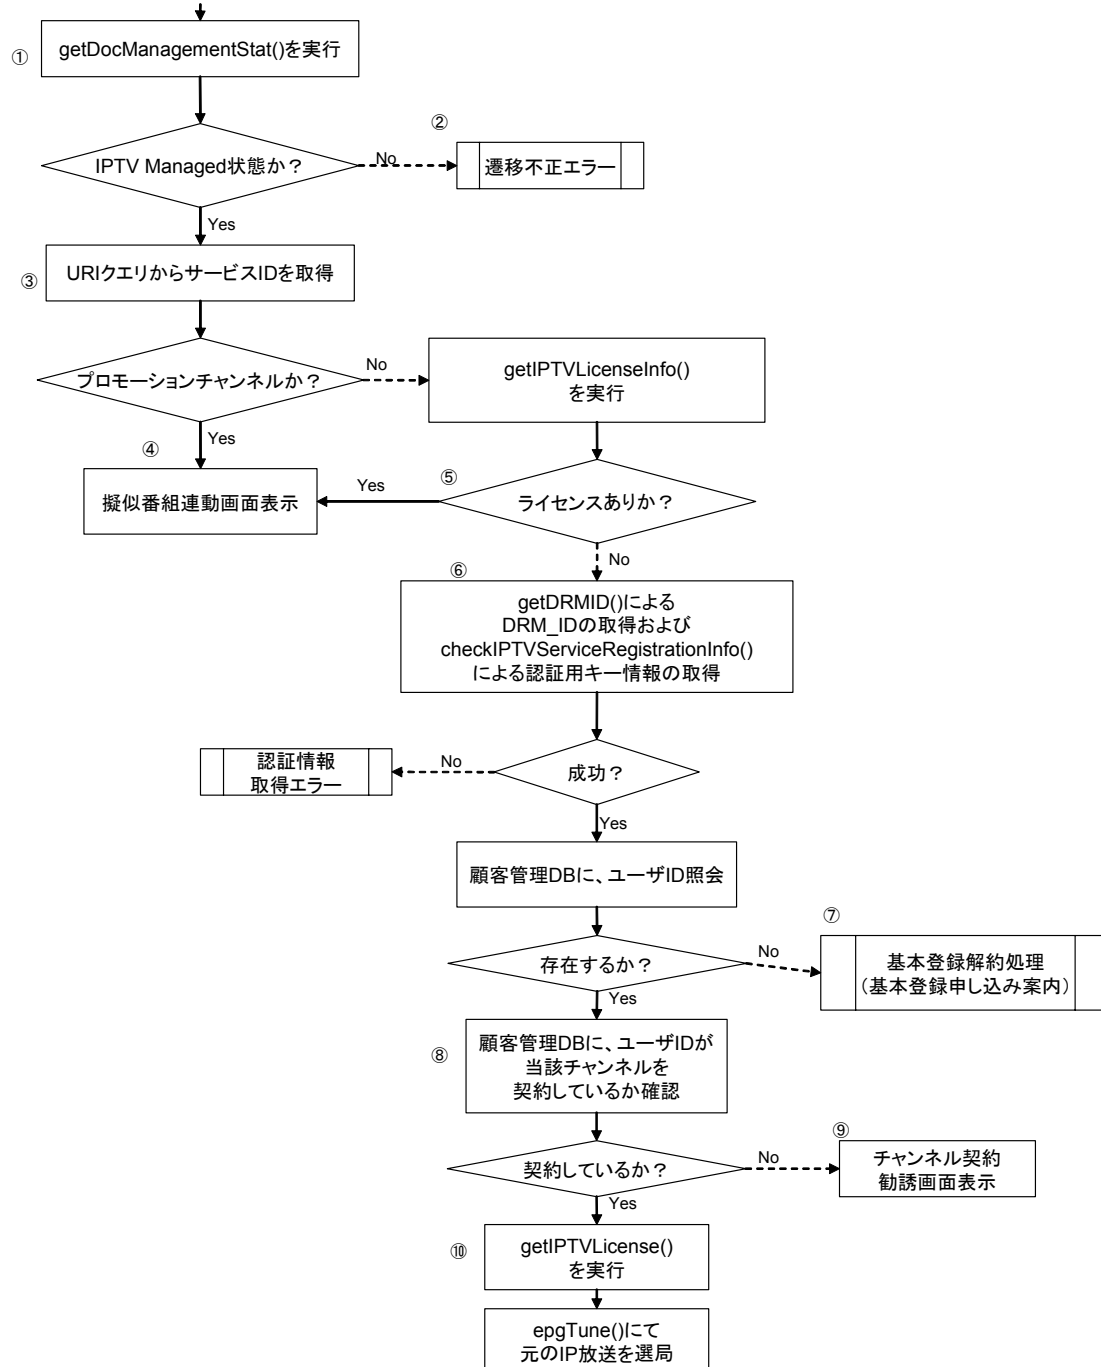 ①
getDocManagementStat()を実行
②
IPTV Managed状態か？
No
遷移不正エラー
Yes
③
URIクエリからサービスIDを取得
プロモーションチャンネルか？
No
getIPTVLicenseInfo()
を実行
Yes
④
擬似番組連動画面表示
Yes
⑤
ライセンスありか？
No
⑥
getDRMID()による
DRM_IDの取得および
checkIPTVServiceRegistrationInfo()
による認証用キー情報の取得
成功？
No
認証情報
取得エラー
Yes
顧客管理DBに、ユーザID照会
存在するか？
No
⑦
基本登録解約処理
（基本登録申し込み案内）
Yes
⑧
顧客管理DBに、ユーザIDが
当該チャンネルを
契約しているか確認
契約しているか？
No
⑨
チャンネル契約
勧誘画面表示
Yes
⑩
getIPTVLicense()
を実行
epgTune()にて
元のIP放送を選局